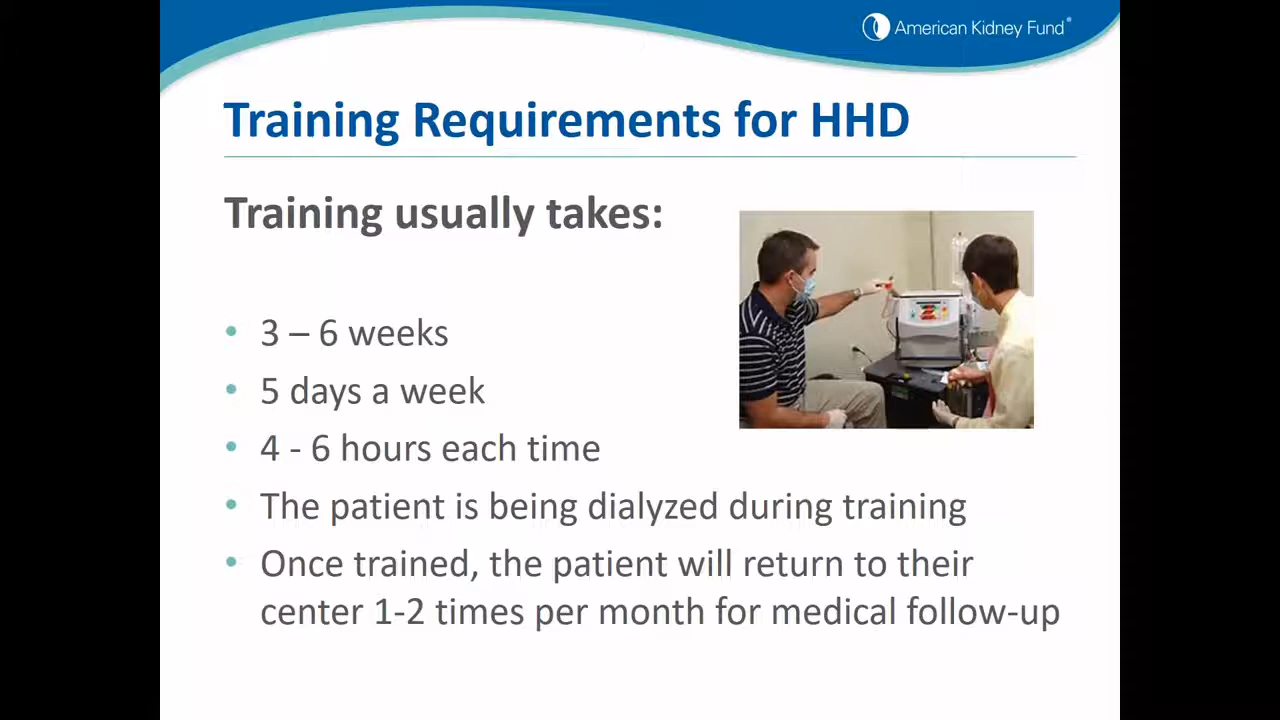 American Kidney Fund®
Training Requirements for HHD
Training usually takes:
• 3 – 6 weeks
• 5 days a week
• 4 - 6 hours each time
• The patient is being dialyzed during training
• Once trained, the patient will return to their
center 1-2 times per month for medical follow-up